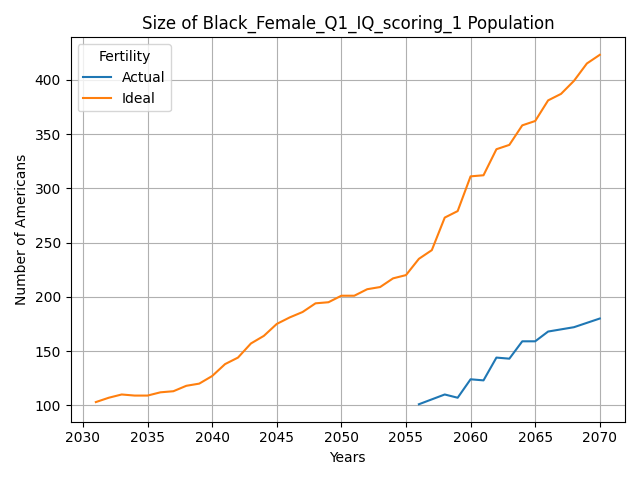 Size of Black_Female_Q1_IQ_scoring_1 Population
Fertility
Actual
Ideal
400
350
300
250
200
150
100
Number of Americans
2030 2035 2040 2045 2050 2055 2060 2065 2070
Years